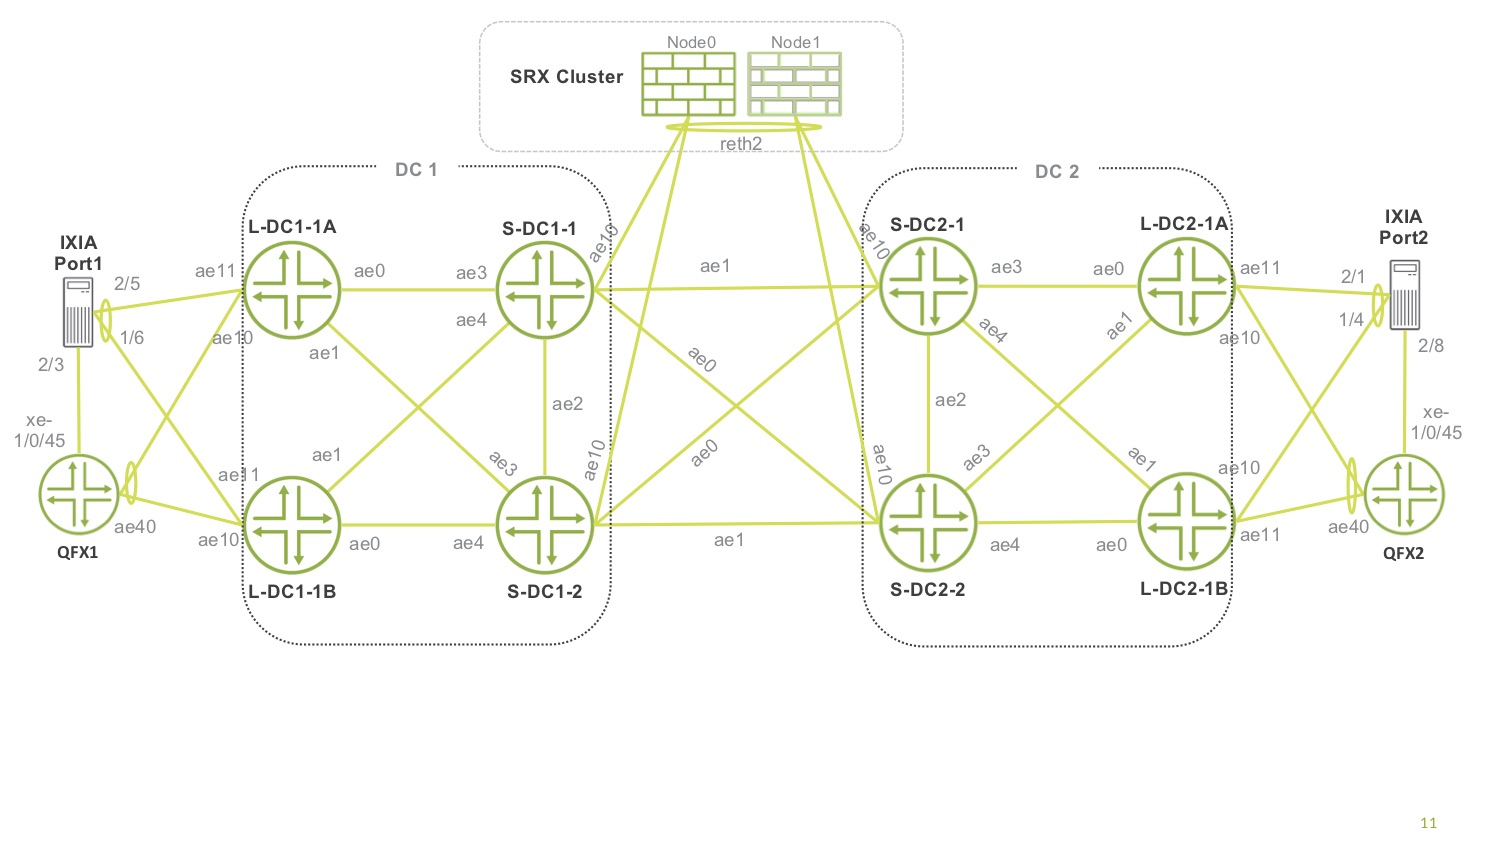 Node0
Node1
SRX Cluster
reth2
DC 1
DC 2
IXIA
Port1
L-DC1-1A
S-DC1-1
S-DC2-1
L-DC2-1A
IXIA
Port2
2/5
ae11
ae0
ae3
ae10
ae1
ae10
ae3
ae0
ae11
2/1
1/6
ae10
ae1
ae4
ae0
ae4
ae1
ae10
1/4
2/3
2/8
xe-
1/0/45
ae2
ae2
xe-
1/0/45
ae11
ae1
ae3
ae10
ae0
ae10
ae3
ae1
ae10
ae40
ae10
ae0
ae4
ae1
ae4
ae0
ae11
ae40
QFX1
L-DC1-1B
S-DC1-2
S-DC2-2
L-DC2-1B
QFX2
11